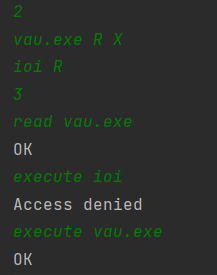 2
vau.exe R X
ioi R
3
read vau.exe
OK
execute ioi
Access denied
execute vau.exe
OK